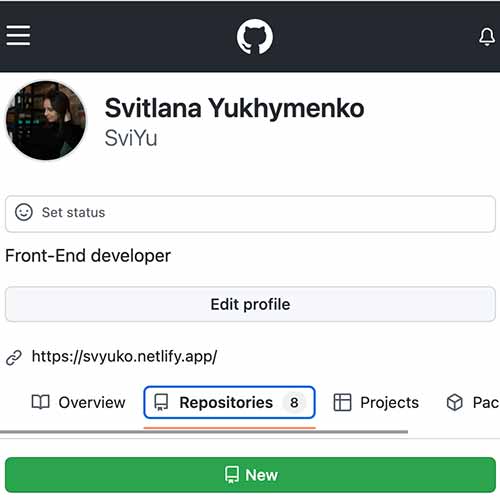 Svitlana Yukhymenko
SviYu
Set status
Front-End developer
Edit profile
https://svyuko.netlify.app/
Overview Repositories 8 Projects Pac
New